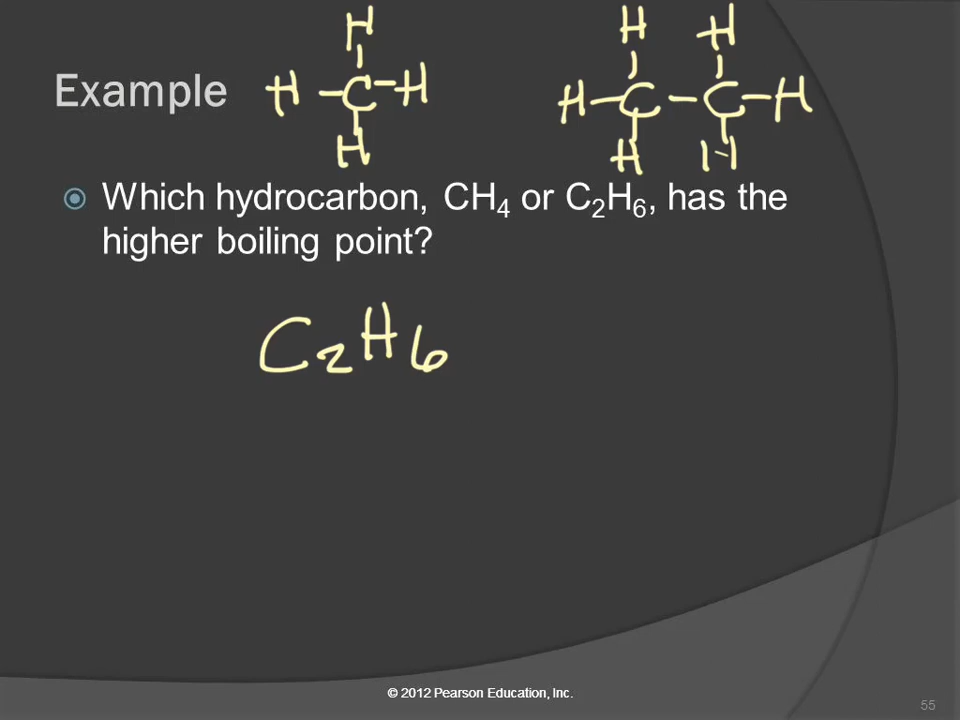 H H H
Example H – C – H H – C – C – H
H H H
Which hydrocarbon, CH₄ or C₂H₆, has the
higher boiling point?
C₂H₆
© 2012 Pearson Education, Inc.
55